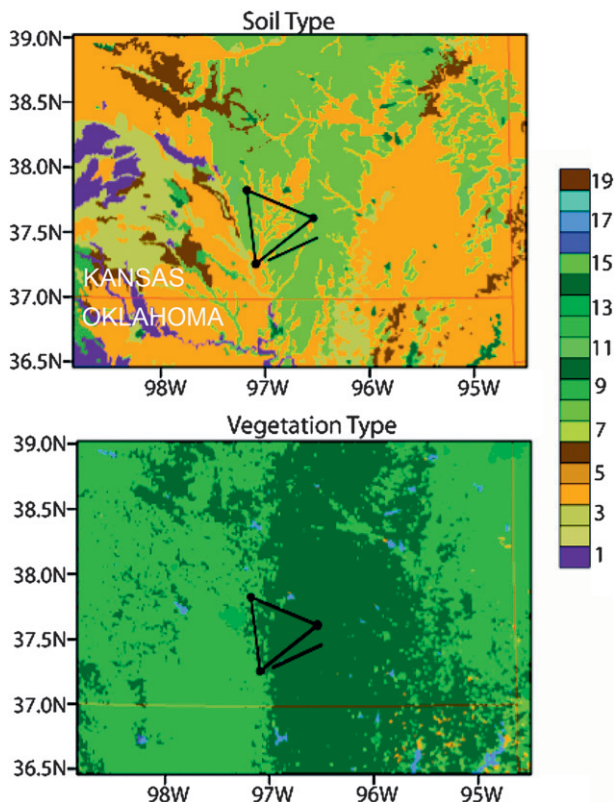 Soil Type
39.0N
38.5N
38.0N
37.5N
37.0N
36.5N
KANSAS
OKLAHOMA
98W 97W 96W 95W
19
17
15
13
11
9
7
5
3
1
Vegetation Type
39.0N
38.5N
38.0N
37.5N
37.0N
36.5N
98W 97W 96W 95W